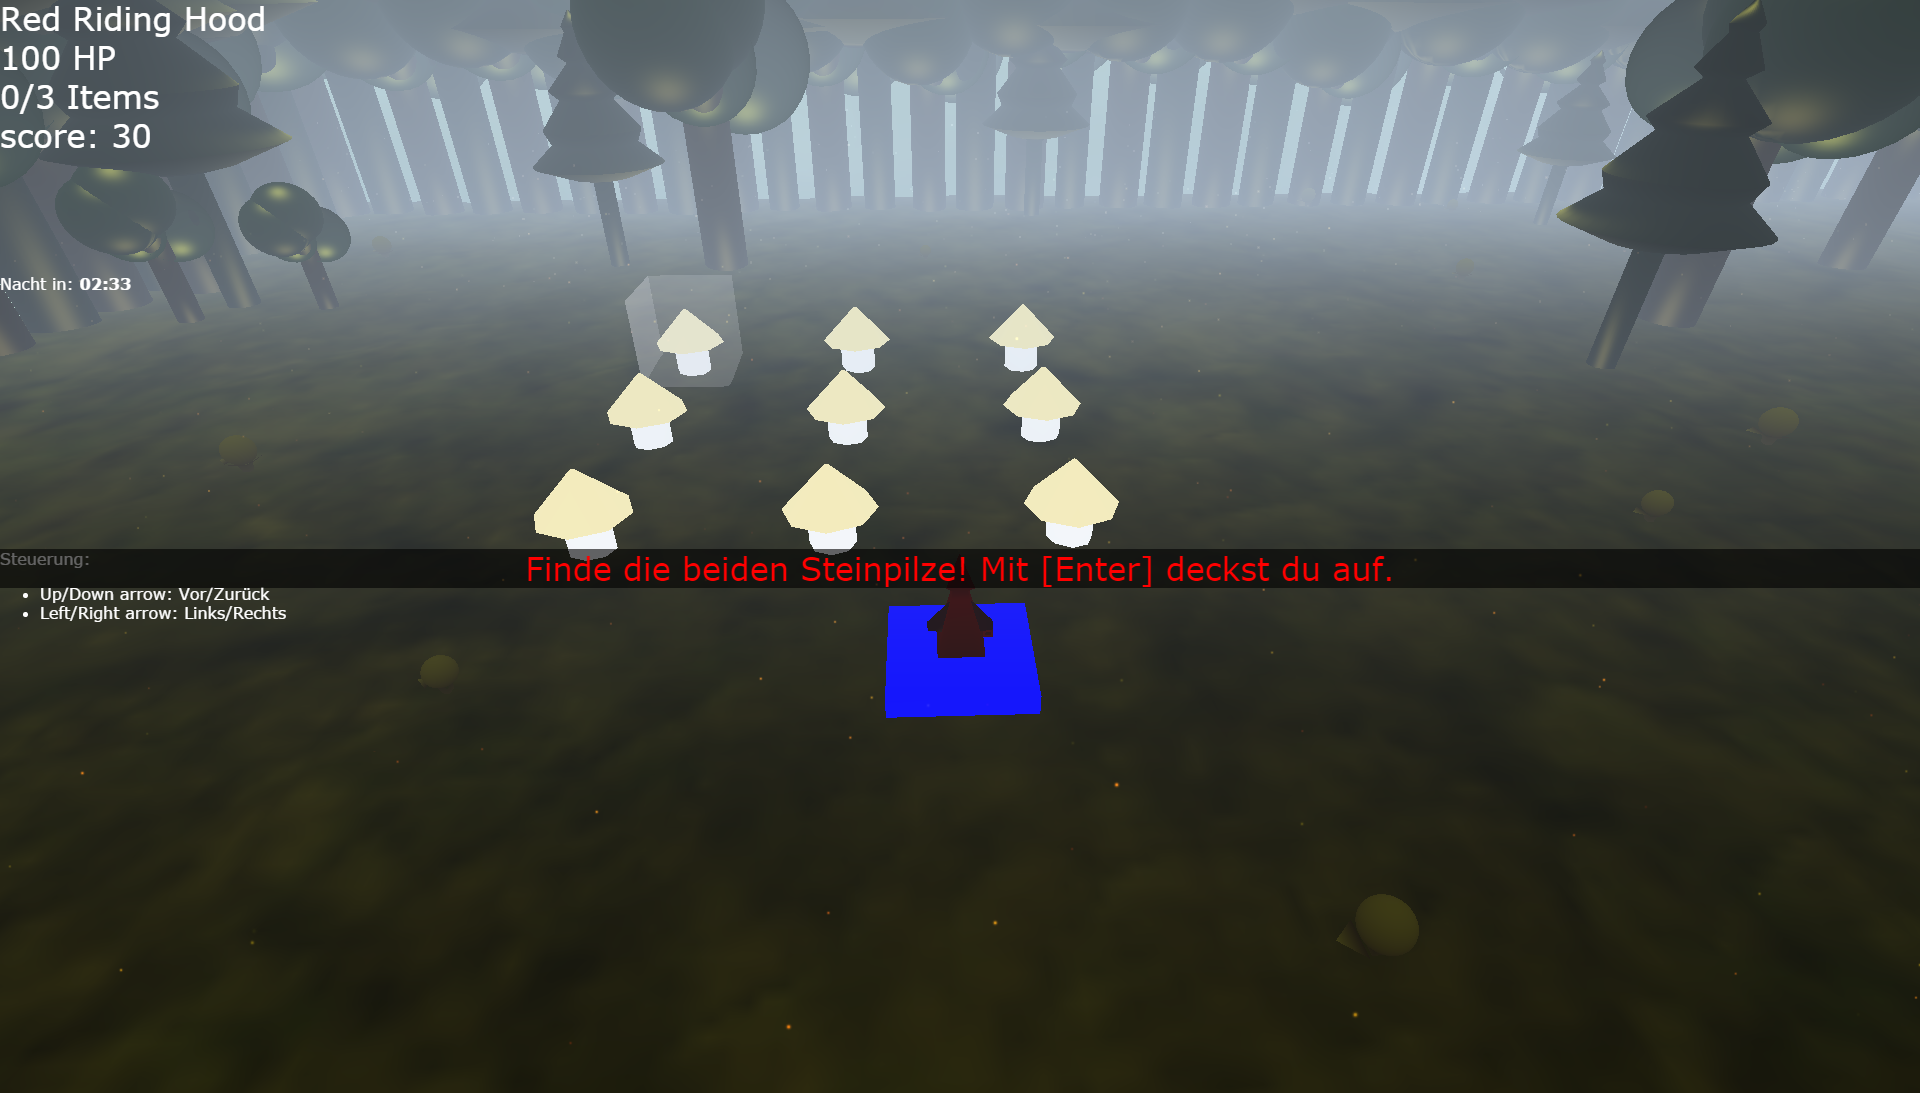 Red Riding Hood
100 HP
0/3 Items
score: 30
Nacht in: 02:33
Steuerung:
Finde die beiden Steinpilze! Mit [Enter] deckst du auf.
Up/Down arrow: Vor/Zurück
Left/Right arrow: Links/Rechts